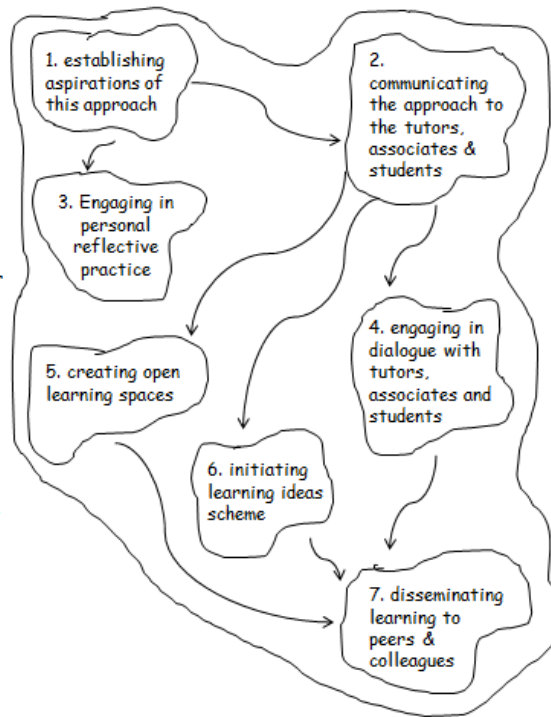 1. establishing
aspirations of
this approach
2.
communicating
the approach to
the tutors,
associates &
students
3. Engaging in
personal
reflective
practice
4. engaging in
dialogue with
tutors,
associates and
students
5. creating open
learning spaces
6. initiating
learning ideas
scheme
7. disseminating
learning to
peers &
colleagues